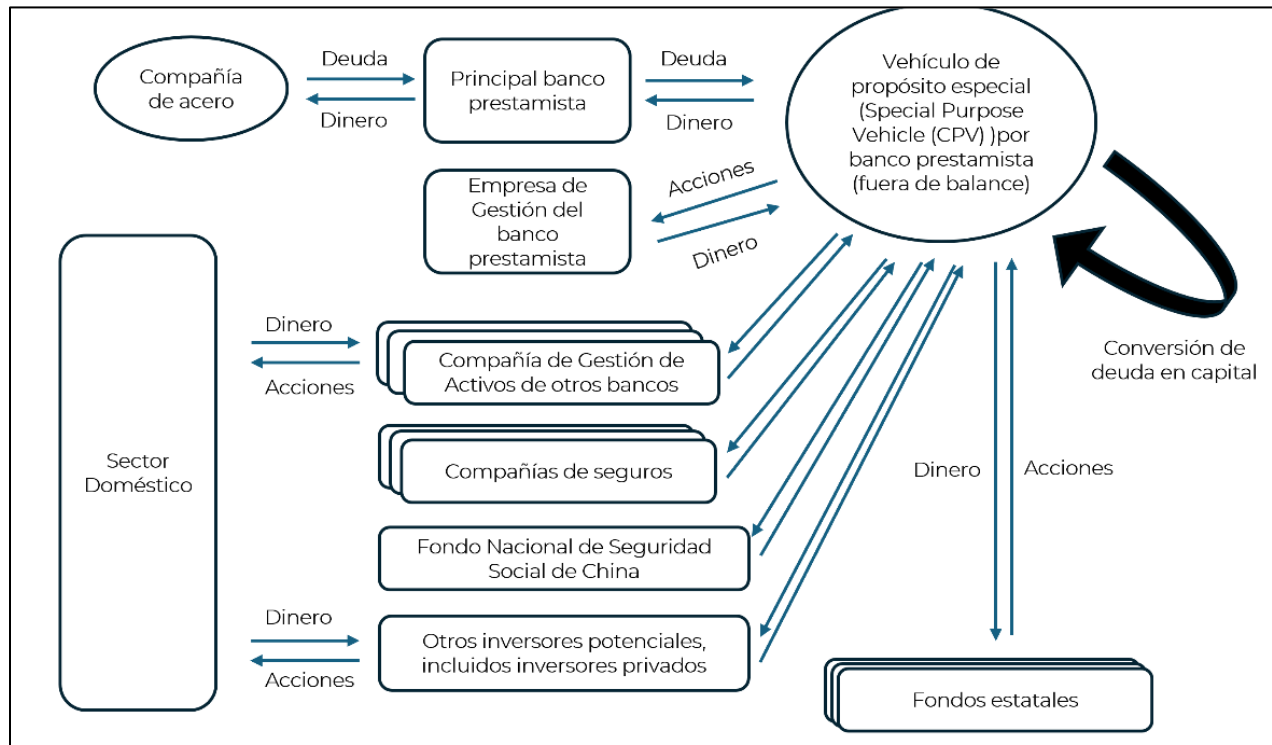 Compañía
de acero
Deuda
Dinero
Principal banco
prestamista
Deuda
Dinero
Vehículo de
propósito especial
(Special Purpose
Vehicle (CPV) )por
banco prestamista
(fuera de balance)
Empresa de
Gestión del
banco
prestamista
Acciones
Dinero
Conversión de
deuda en capital
Sector
Doméstico
Dinero
Acciones
Compañía de Gestión de
Activos de otros bancos
Compañías de seguros
Fondo Nacional de Seguridad
Social de China
Dinero
Acciones
Otros inversores potenciales,
incluidos inversores privados
Dinero
Acciones
Fondos estatales